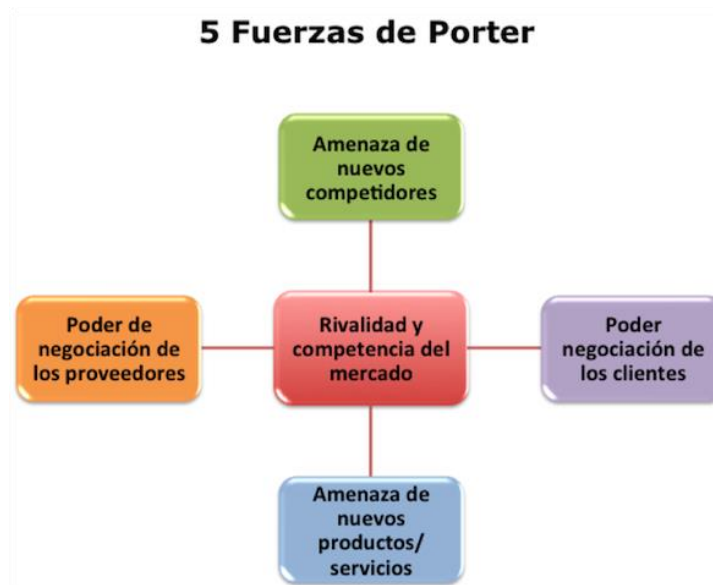 5 Fuerzas de Porter
Amenaza de
nuevos
competidores
Poder de
negociación de
los proveedores
Rivalidad y
competencia del
mercado
Poder
negociación de
los clientes
Amenaza de
nuevos
productos/
servicios